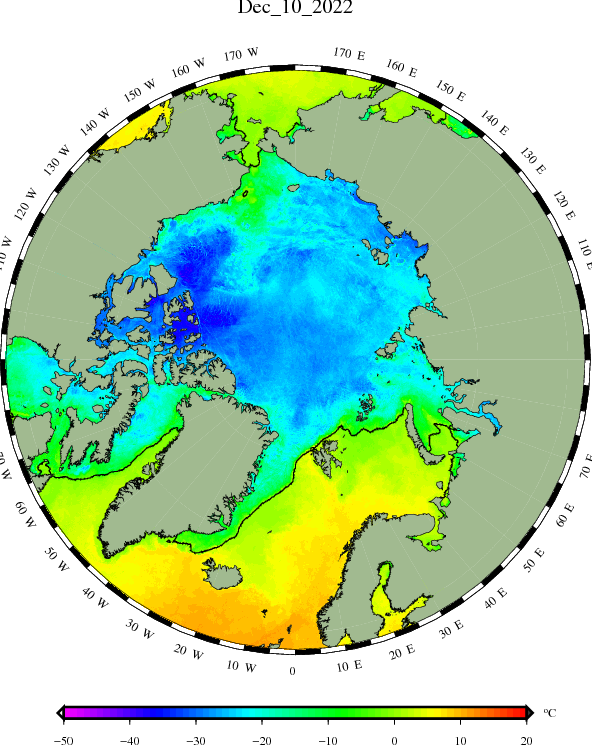 Dec_10_2022
170 W
170 E
160 W
160 E
150 W
150 E
140 W
140 E
130 W
130 E
120 W
120 E
110 E
60 W
70 E
50 W
60 E
40 W
50 E
30 W
40 E
20 W
30 E
10 W
20 E
0
10 E
°C
−50 −40 −30 −20 −10 0 10 20